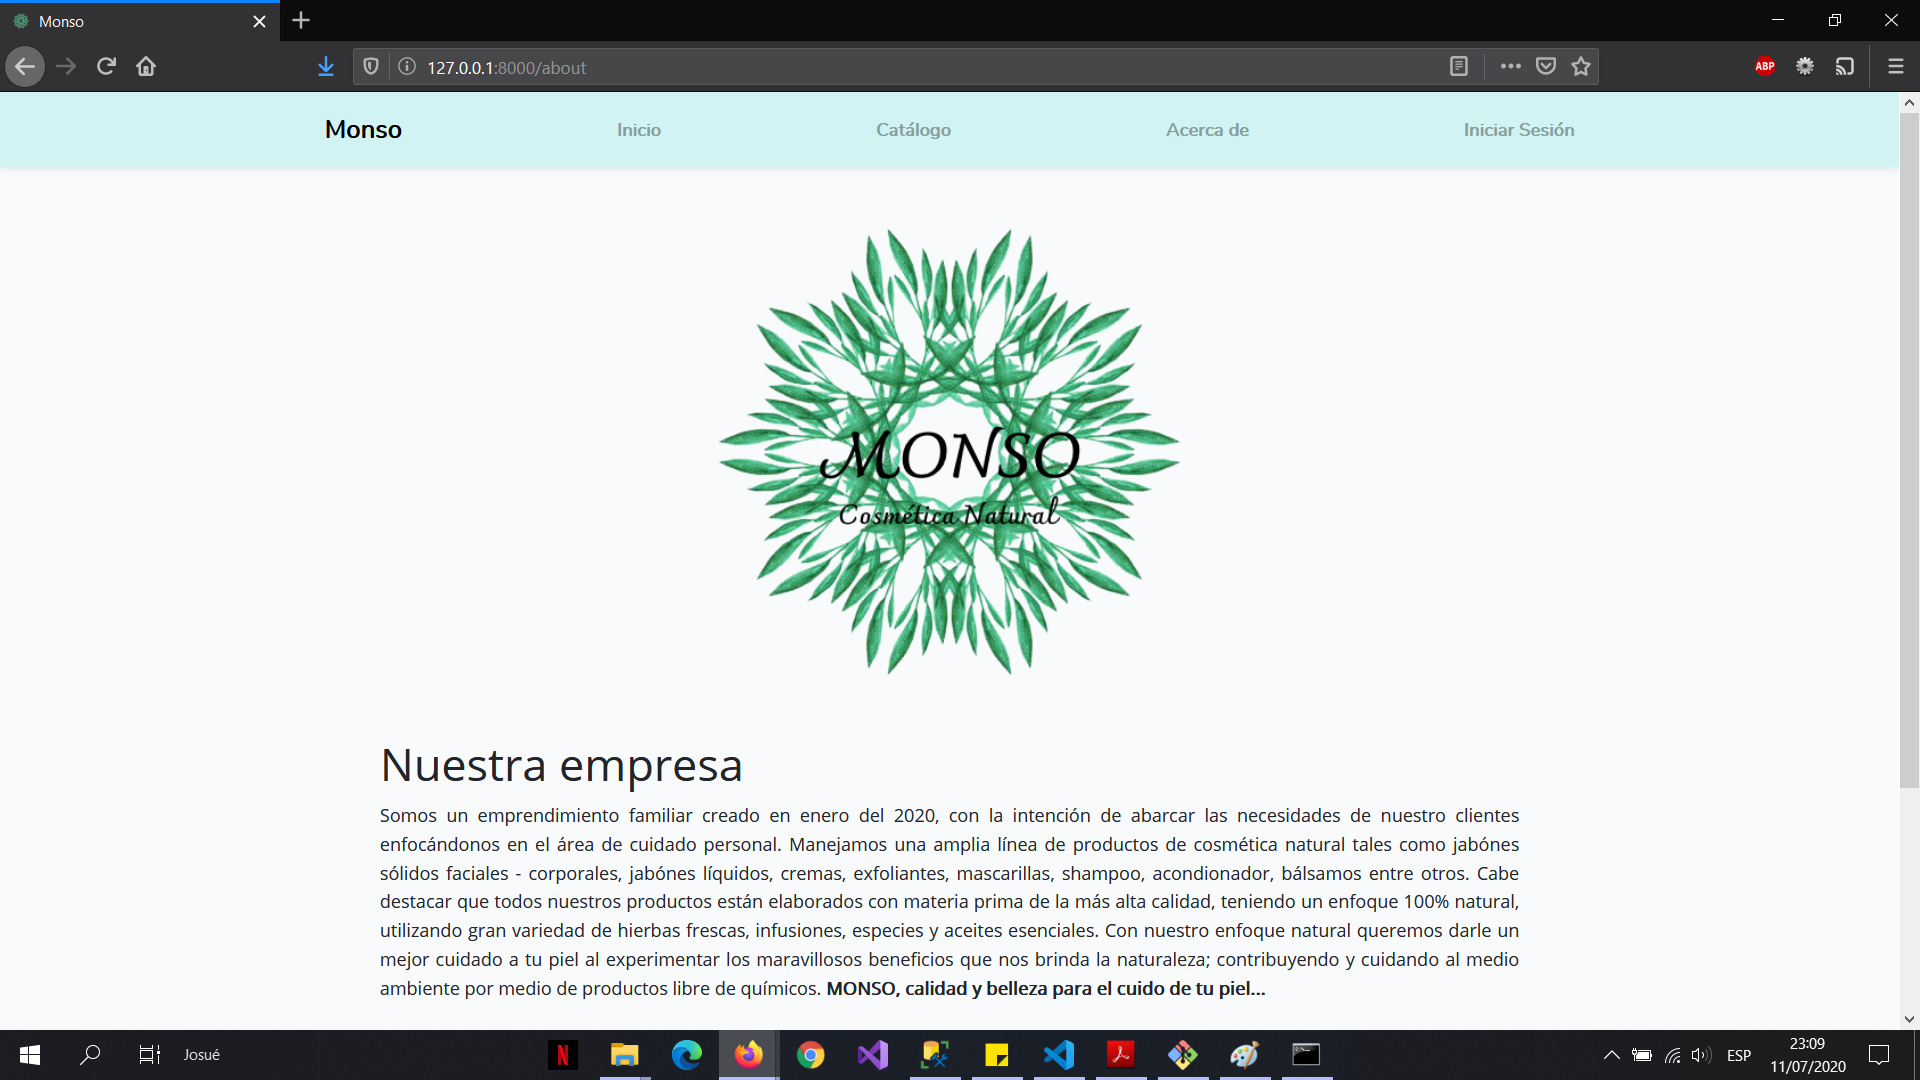 Monso
127.0.0.1:8000/about
ABP
Monso
Inicio
Catálogo
Acerca de
Iniciar Sesión
MONSO
Cosmética Natural
Nuestra empresa
Somos un emprendimiento familiar creado en enero del 2020, con la intención de abarcar las necesidades de nuestro clientes
enfocándonos en el área de cuidado personal. Manejamos una amplia línea de productos de cosmética natural tales como jabónes
sólidos faciales - corporales, jabónes líquidos, cremas, exfoliantes, mascarillas, shampoo, acondionador, bálsamos entre otros. Cabe
destacar que todos nuestros productos están elaborados con materia prima de la más alta calidad, teniendo un enfoque 100% natural,
utilizando gran variedad de hierbas frescas, infusiones, especies y aceites esenciales. Con nuestro enfoque natural queremos darle un
mejor cuidado a tu piel al experimentar los maravillosos beneficios que nos brinda la naturaleza; contribuyendo y cuidando al medio
ambiente por medio de productos libre de químicos. MONSO, calidad y belleza para el cuido de tu piel...
Josué
N
ESP
23:09
11/07/2020